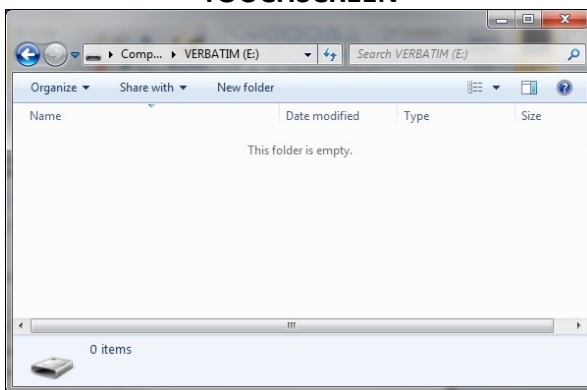 TOUCHSCREEN
Comp... VERBATIM (E:) Search VERBATIM (E:)
Organize Share with New folder
Name Date modified Type Size
This folder is empty.
0 items